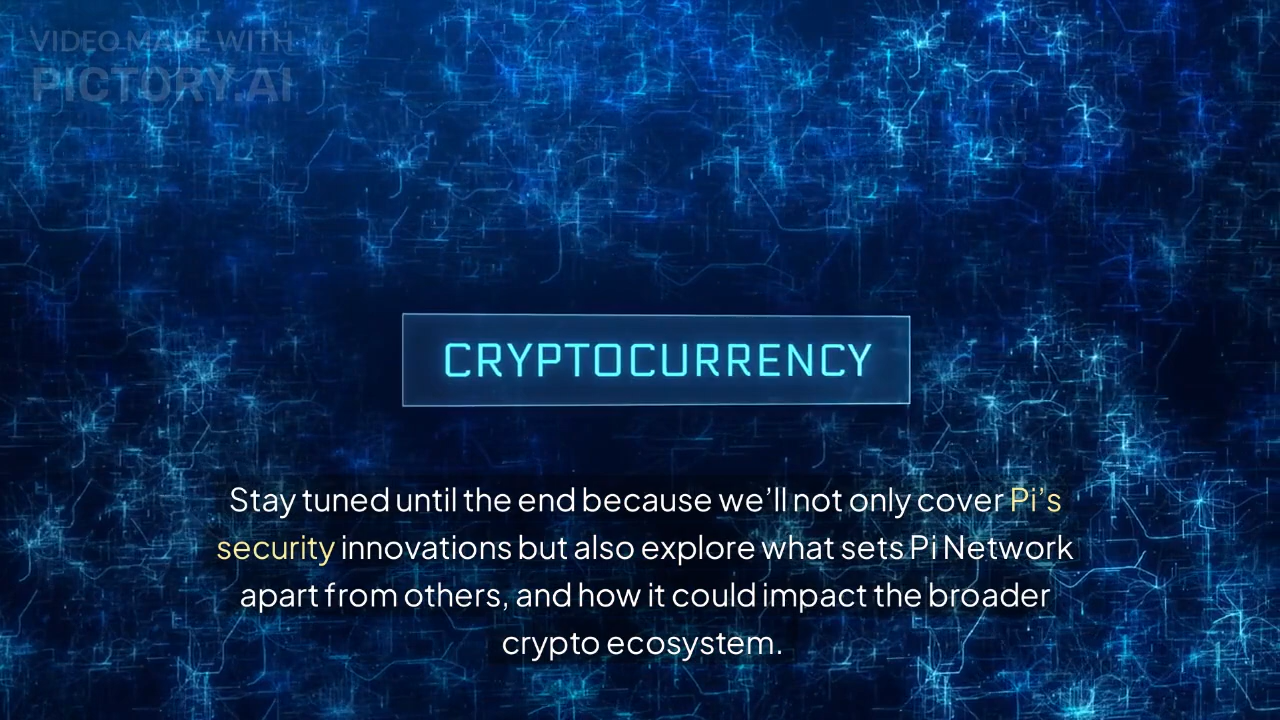 VIDEO MADE WITH
PICTORY.AI
CRYPTOCURRENCY
Stay tuned until the end because we’ll not only cover Pi’s
security innovations but also explore what sets Pi Network
apart from others, and how it could impact the broader
crypto ecosystem.